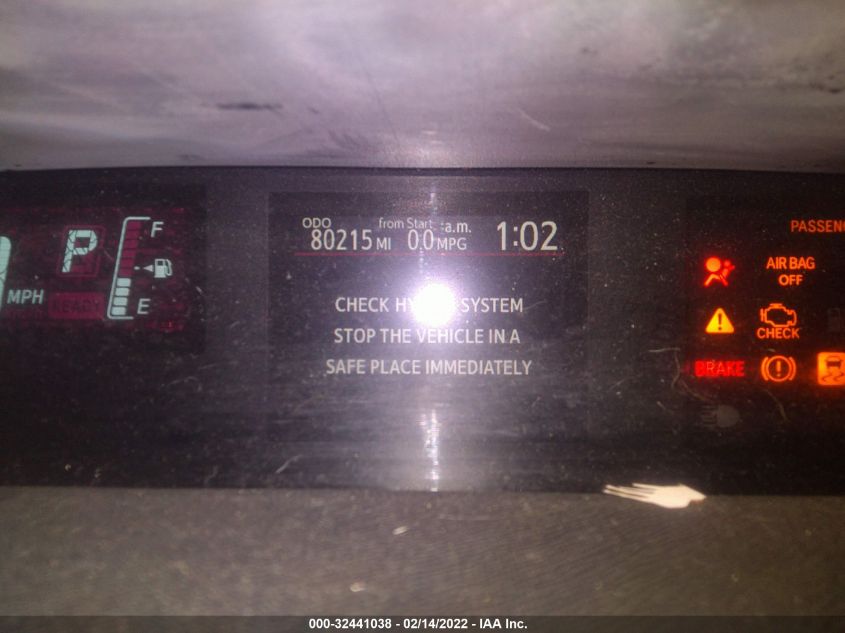 ODO from Start a.m.
80215 MI 0.0 MPG 1:02
P F
MPH READY E
CHECK SYSTEM
STOP THE VEHICLE IN A
SAFE PLACE IMMEDIATELY
AIR BAG
OFF
CHECK
BRAKE
000-32441038 - 02/14/2022 - IAA Inc.